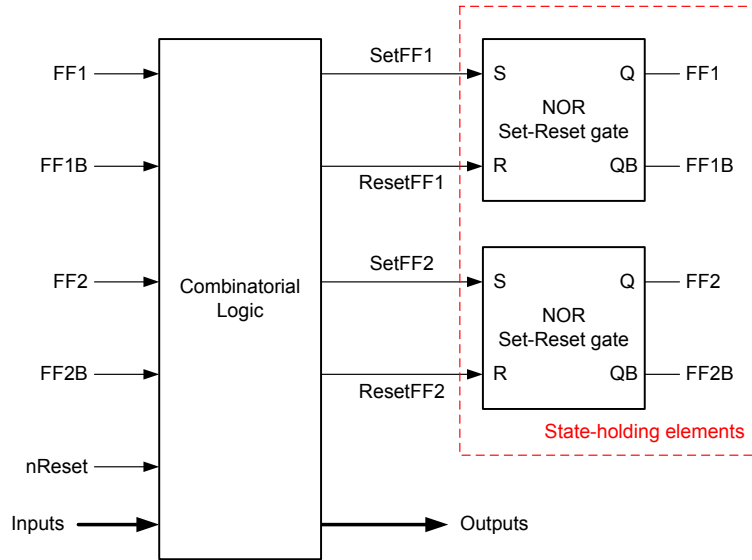 FF1
FF1B
FF2
FF2B
nReset
Inputs
Combinatorial
Logic
SetFF1
ResetFF1
SetFF2
ResetFF2
Outputs
S
Q
NOR
Set-Reset gate
R
QB
FF1
FF1B
S
Q
NOR
Set-Reset gate
R
QB
FF2
FF2B
State-holding elements